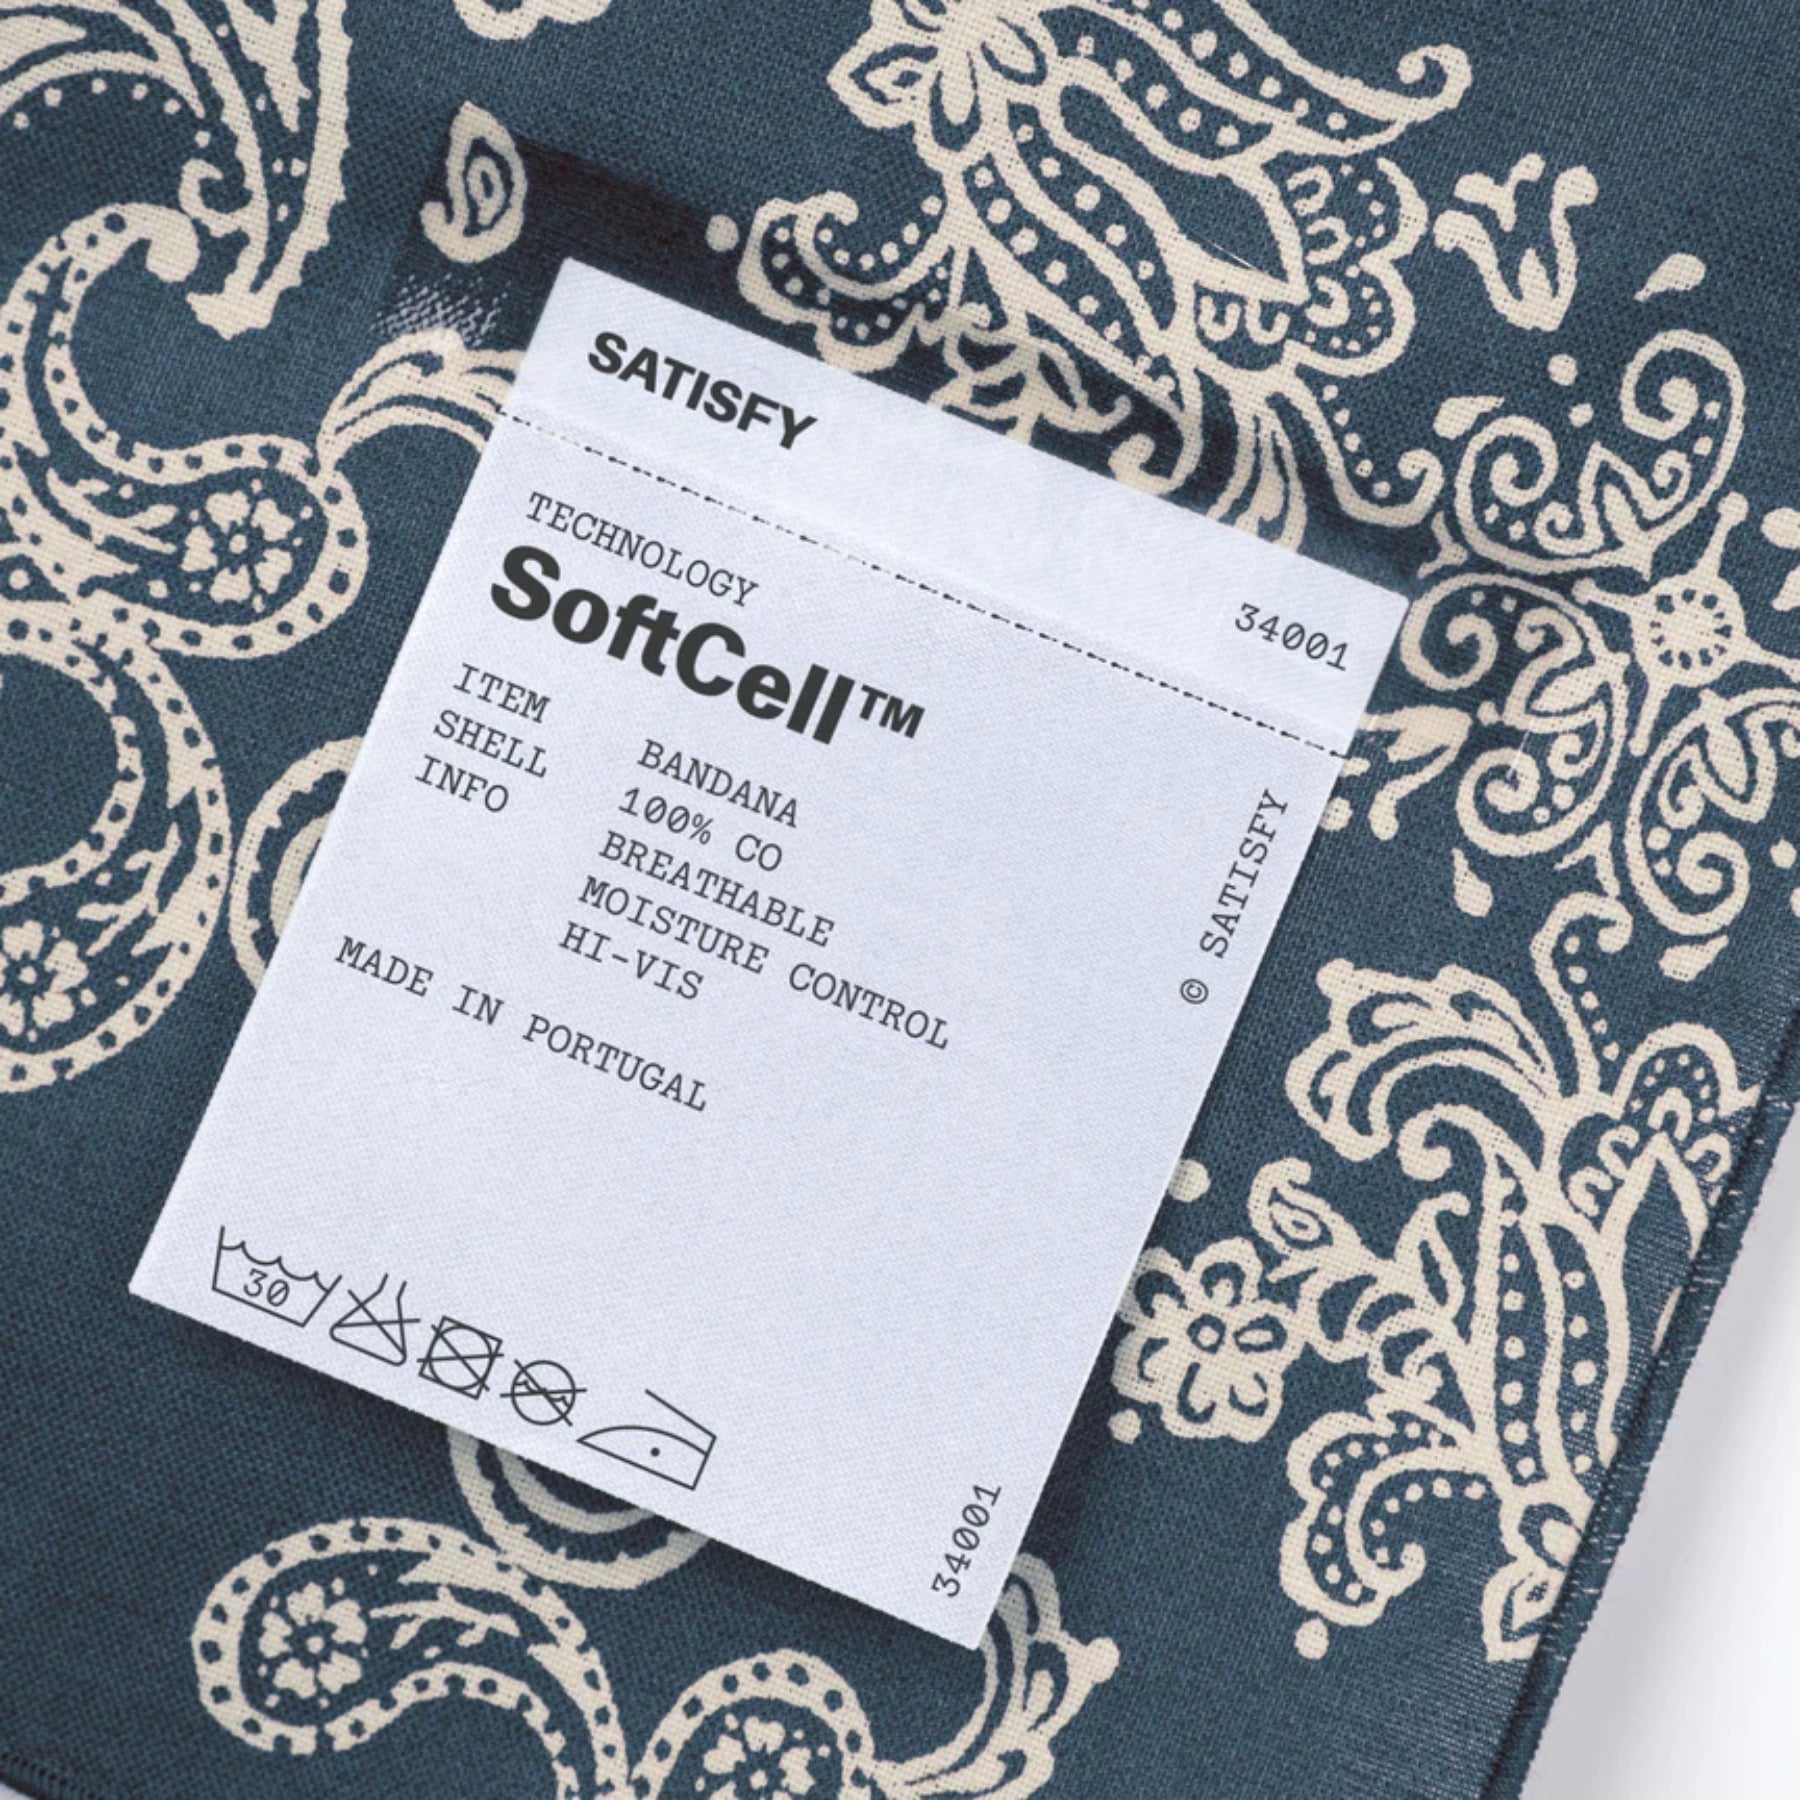 SATISFY
34001
TECHNOLOGY
SoftCell™
ITEM BANDANA
SHELL 100% CO
INFO BREATHABLE
MOISTURE CONTROL
HI-VIS
MADE IN PORTUGAL
© SATISFY
30
34001